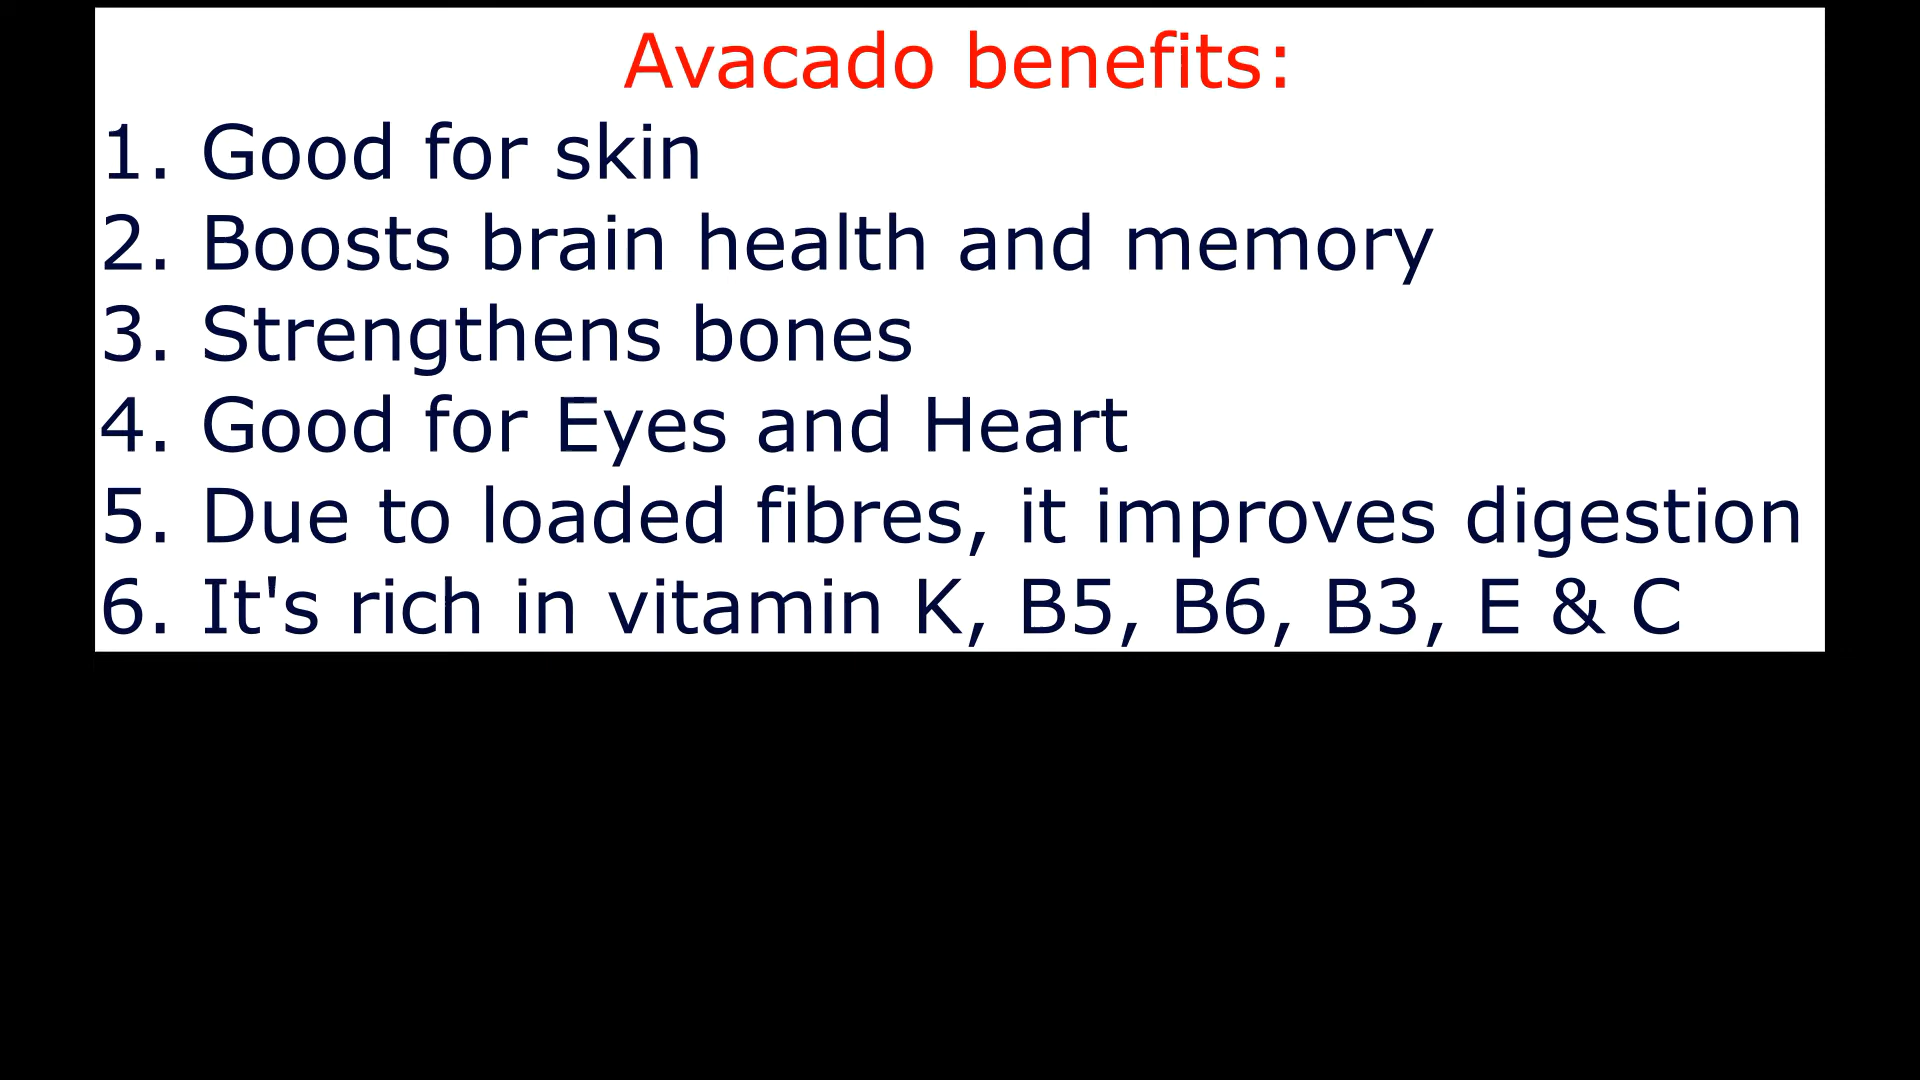 Avacado benefits:
1. Good for skin
2. Boosts brain health and memory
3. Strengthens bones
4. Good for Eyes and Heart
5. Due to loaded fibres, it improves digestion
6. It's rich in vitamin K, B5, B6, B3, E & C